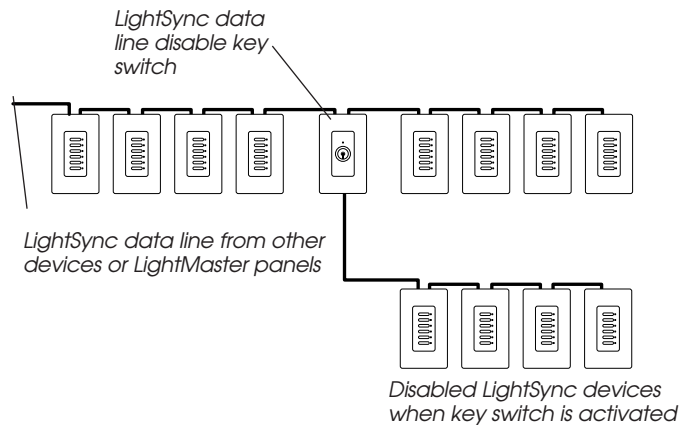 LightSync data
line disable key
switch
LightSync data line from other
devices or LightMaster panels
Disabled LightSync devices
when key switch is activated